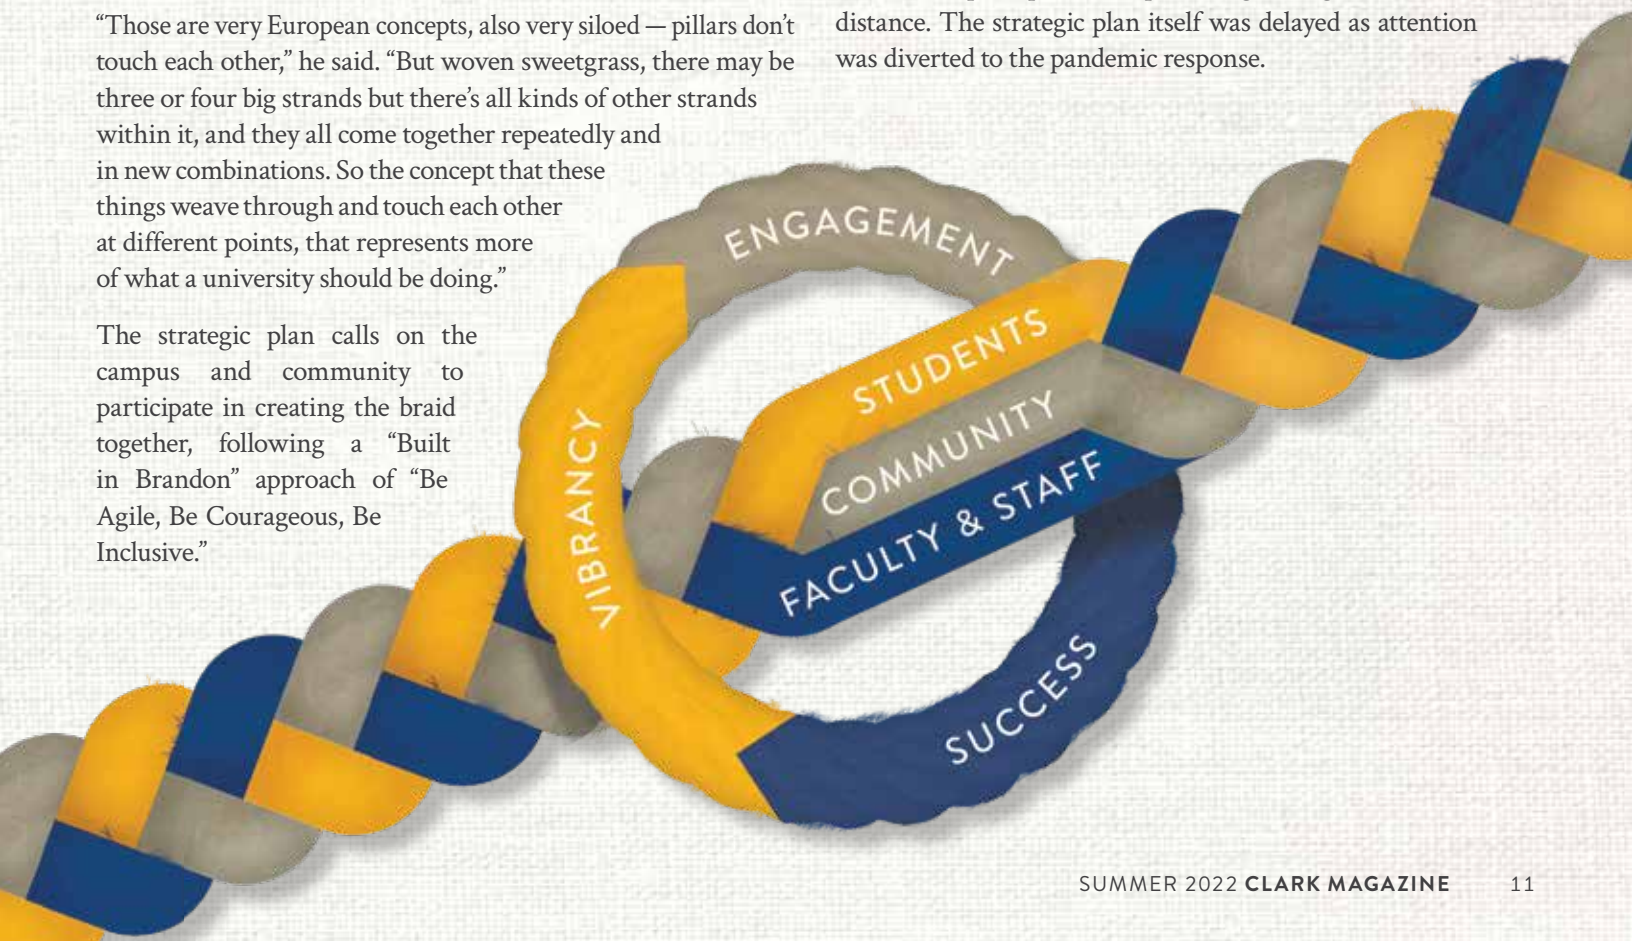 “Those are very European concepts, also very siloed — pillars don’t
touch each other,” he said. “But woven sweetgrass, there may be
three or four big strands but there’s all kinds of other strands
within it, and they all come together repeatedly and
in new combinations. So the concept that these
things weave through and touch each other
at different points, that represents more
of what a university should be doing.”
The strategic plan calls on the
campus and community to
participate in creating the braid
together, following a “Built
in Brandon” approach of “Be
Agile, Be Courageous, Be
Inclusive.”
distance. The strategic plan itself was delayed as attention
was diverted to the pandemic response.
ENGAGEMENT
STUDENTS
COMMUNITY
FACULTY & STAFF
VIBRANCY
SUCCESS
SUMMER 2022 CLARK MAGAZINE 11